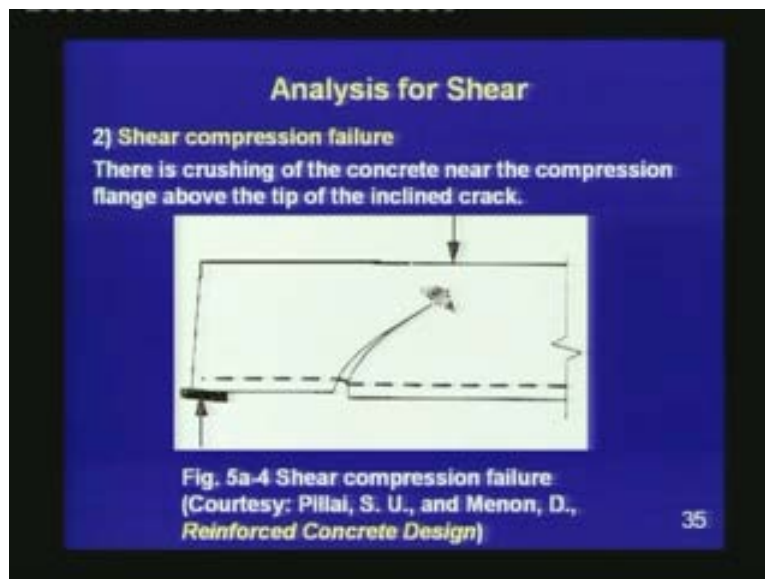 Analysis for Shear
2) Shear compression failure
There is crushing of the concrete near the compression
flange above the tip of the inclined crack.
Fig. 5a-4 Shear compression failure
(Courtesy: Pillai, S. U., and Menon, D.,
Reinforced Concrete Design)
35